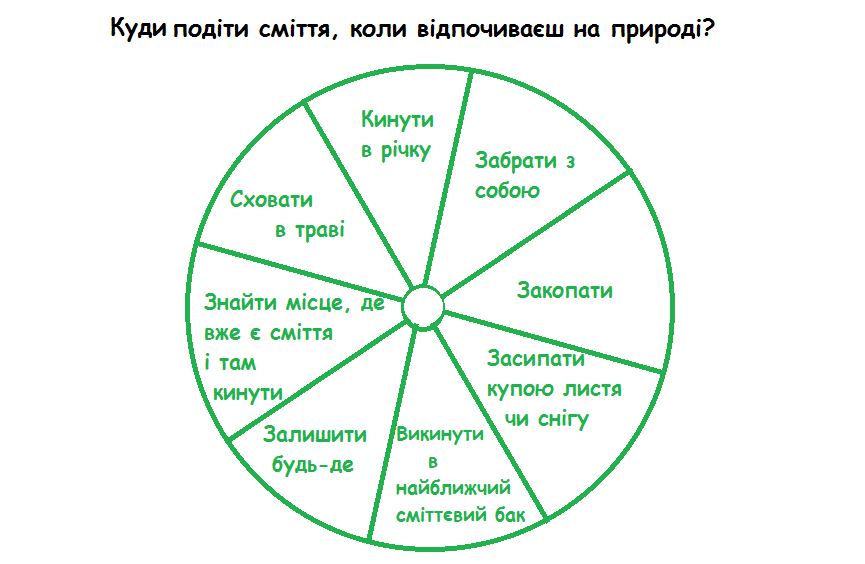 Куди подіти сміття, коли відпочиваєш на природі?
Кинути
в річку
Забрати з
собою
Закопати
Засипати
купою листя
чи снігу
Викинути
в
найближчий
сміттєвий бак
Залишити
будь-де
Знайти місце, де
вже є сміття
і там
кинути
Сховати
в траві